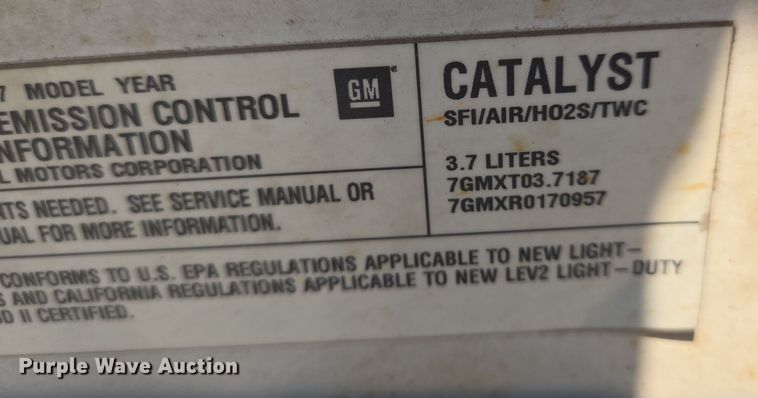 7 MODEL YEAR
EMISSION CONTROL
NFORMATION
L MOTORS CORPORATION
GM
CATALYST
SFI/AIR/HO2S/TWC
3.7 LITERS
7GMXT03.7187
7GMXR0170957
NTS NEEDED. SEE SERVICE MANUAL OR
UAL FOR MORE INFORMATION.
CONFORMS TO U.S. EPA REGULATIONS APPLICABLE TO NEW LIGHT-
S AND CALIFORNIA REGULATIONS APPLICABLE TO NEW LEV2 LIGHT-DUTY
D II CERTIFIED.
Purple Wave Auction